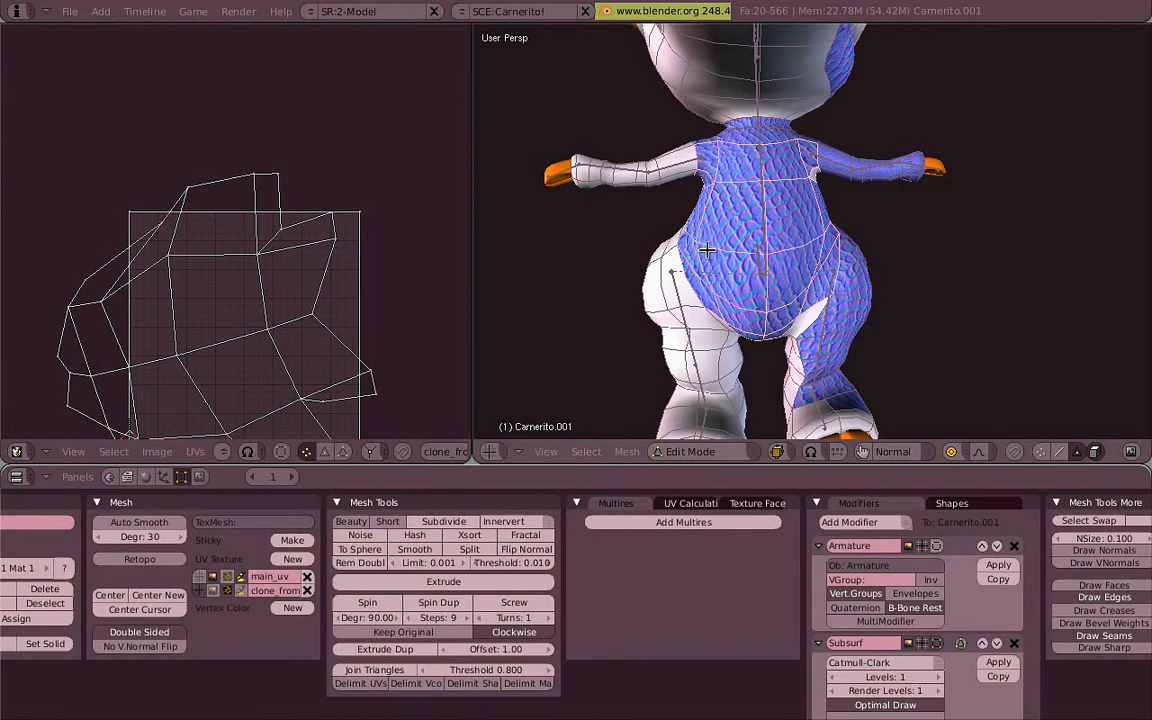 File Add Timeline Game Render Help SR:2-Model SCE:Carnerito! www.blender.org 248.4 Fa:20-566 | Mem:22.78M (54.42M) Carnerito.001
User Persp
(1) Carnerito.001
View Select Image UVs clone_fro View Select Mesh Edit Mode Normal
Panels 1
Mesh
Auto Smooth
Degr: 30
Retopo
Center Center New
Center Cursor
Double Sided
No V.Normal Flip
TexMesh:
Sticky Make
UV Texture New
main_uv
clone_from
Vertex Color New
1 Mat 1 ?
Delete
Deselect
Assign
Set Solid
Mesh Tools
Beauty Short Subdivide Innervert
Noise Hash Xsort Fractal
To Sphere Smooth Split Flip Normal
Rem Doubl Limit: 0.001 Threshold: 0.010
Extrude
Spin Spin Dup Screw
Degr: 90.00 Steps: 9 Turns: 1
Keep Original Clockwise
Extrude Dup Offset: 1.00
Join Triangles Threshold 0.800
Delimit UVs Delimit Vco Delimit Sha Delimit Ma
Multires UV Calculati Texture Face
Add Multires
Modifiers Shapes
Add Modifier To: Carnerito.001
Armature
Ob: Armature
VGroup: Inv
Vert.Groups Envelopes
Quaternion B-Bone Rest
MultiModifier
Apply
Copy
Subsurf
Catmull-Clark
Levels: 1
Render Levels: 1
Optimal Draw
Apply
Copy
Mesh Tools More
Select Swap
NSize: 0.100
Draw Normals
Draw VNormals
Draw Faces
Draw Edges
Draw Creases
Draw Bevel Weights
Draw Seams
Draw Sharp